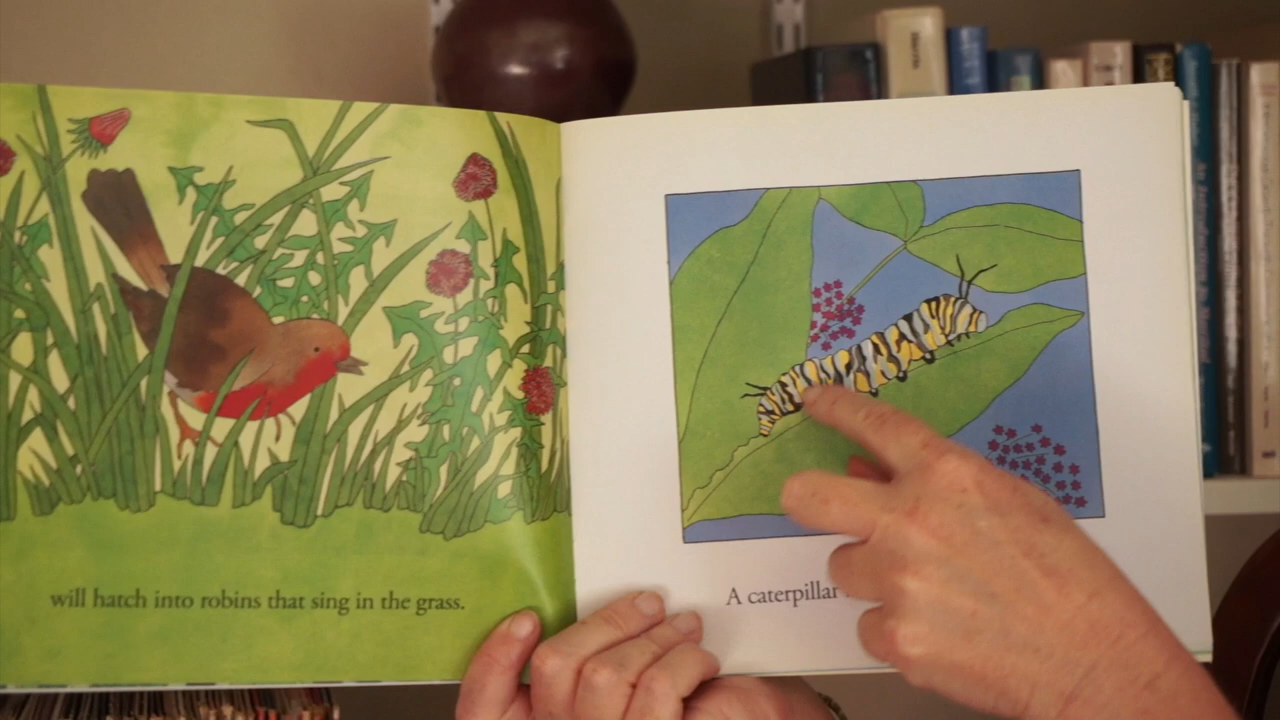 will hatch into robins that sing in the grass.
A caterpillar